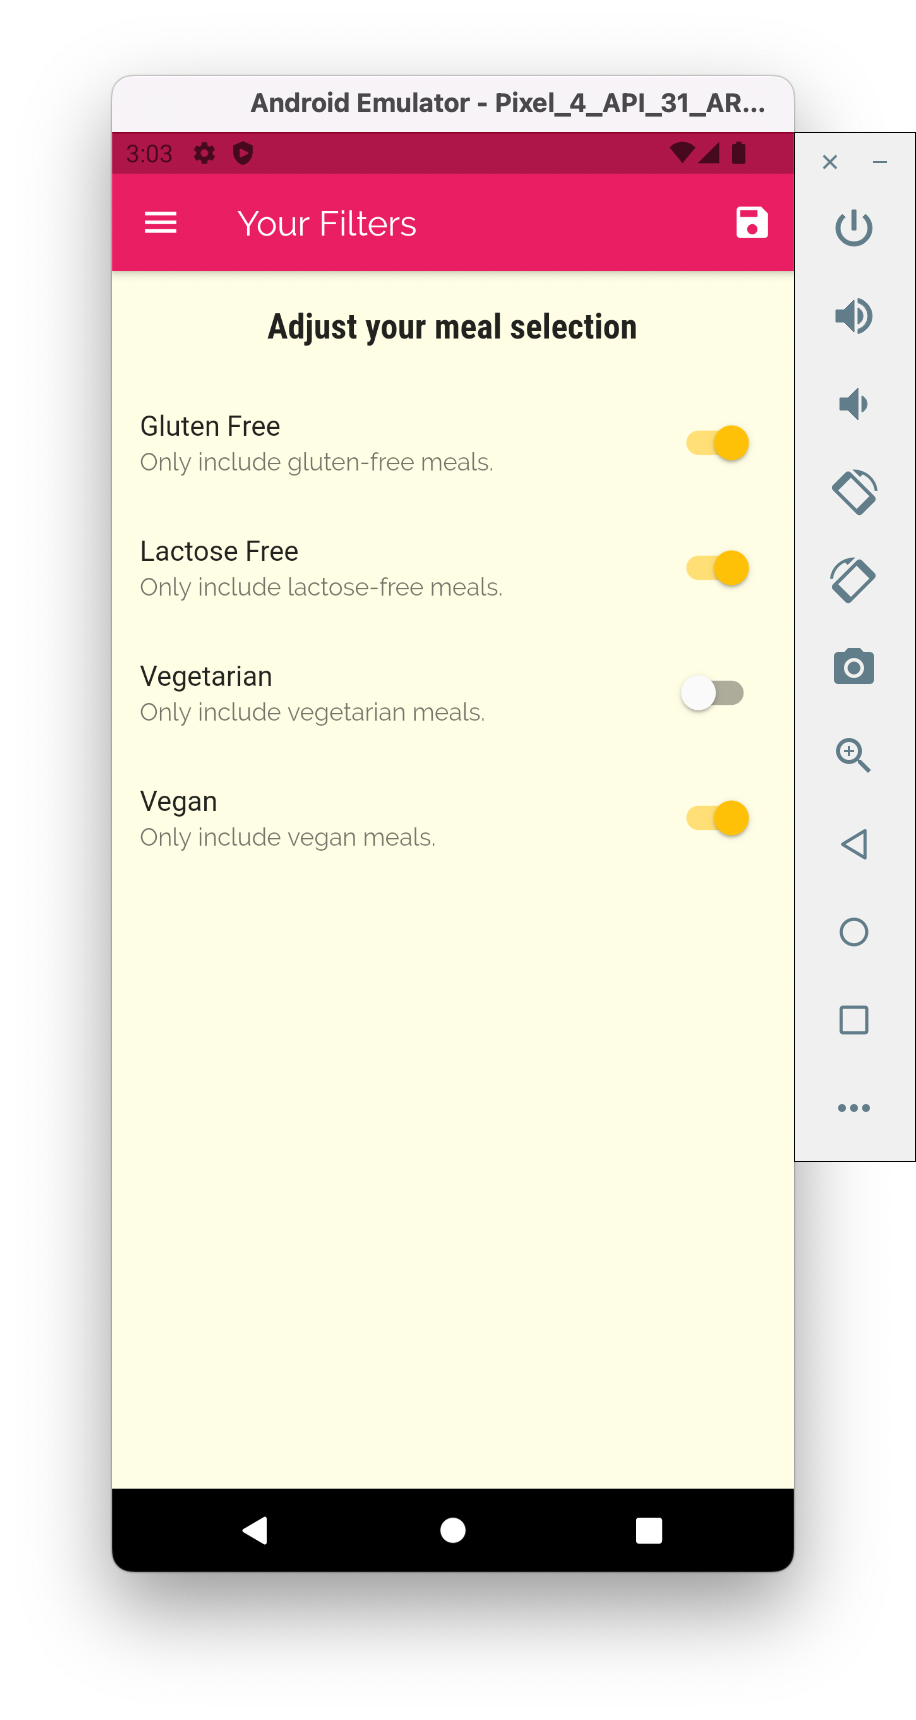 Android Emulator - Pixel_4_API_31_AR...
3:03
Your Filters
Adjust your meal selection
Gluten Free
Only include gluten-free meals.
Lactose Free
Only include lactose-free meals.
Vegetarian
Only include vegetarian meals.
Vegan
Only include vegan meals.